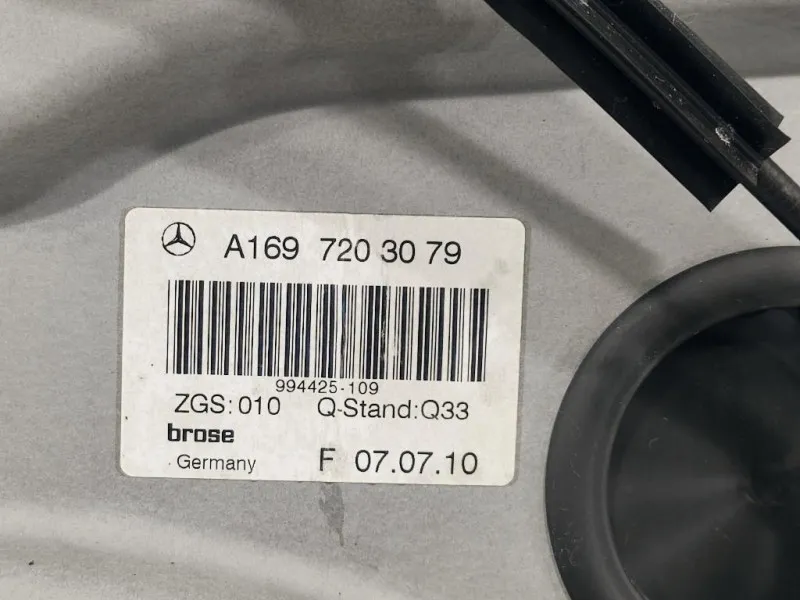 A169 720 30 79
994425-109
ZGS:010 Q-Stand:Q33
brose
Germany F 07.07.10